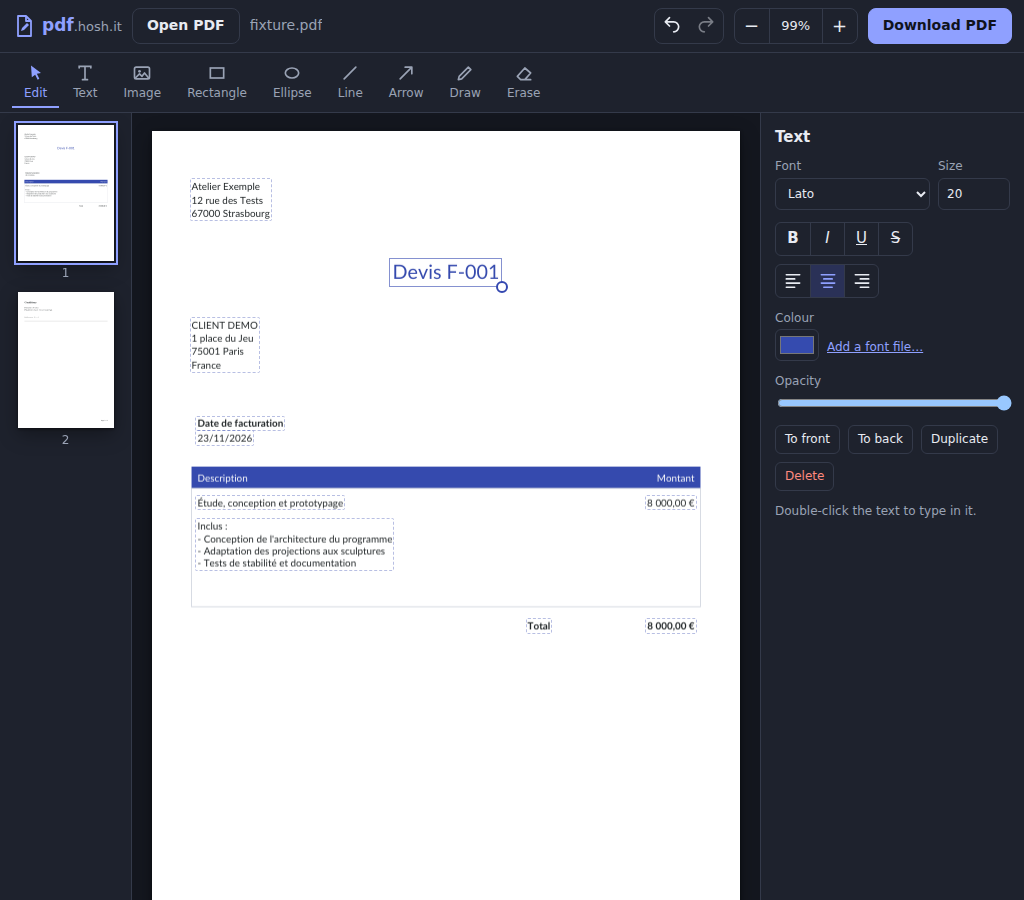 pdf.hosh.it
Open PDF
fixture.pdf
99%
Download PDF
Edit
Text
Image
Rectangle
Ellipse
Line
Arrow
Draw
Erase
1
2
Atelier Exemple
12 rue des Tests
67000 Strasbourg
Devis F-001
CLIENT DEMO
1 place du Jeu
75001 Paris
France
Date de facturation
23/11/2026
Description Montant
Étude, conception et prototypage 8 000,00 €
Inclus :
- Conception de l'architecture du programme
- Adaptation des projections aux sculptures
- Tests de stabilité et documentation
Total 8 000,00 €
Text
Font Size
Lato 20
B I U S
Colour
Add a font file…
Opacity
To front To back Duplicate
Delete
Double-click the text to type in it.